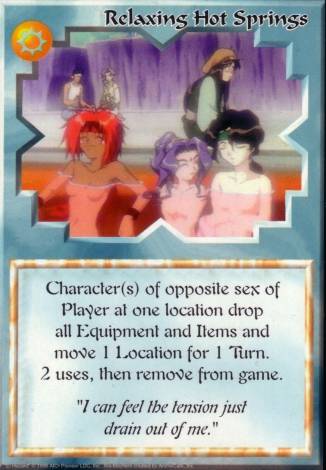 Relaxing Hot Springs
Character(s) of opposite sex of
Player at one location drop
all Equipment and Items and
move 1 Location for 1 Turn.
2 uses, then remove from game.
"I can feel the tension just
drain out of me."